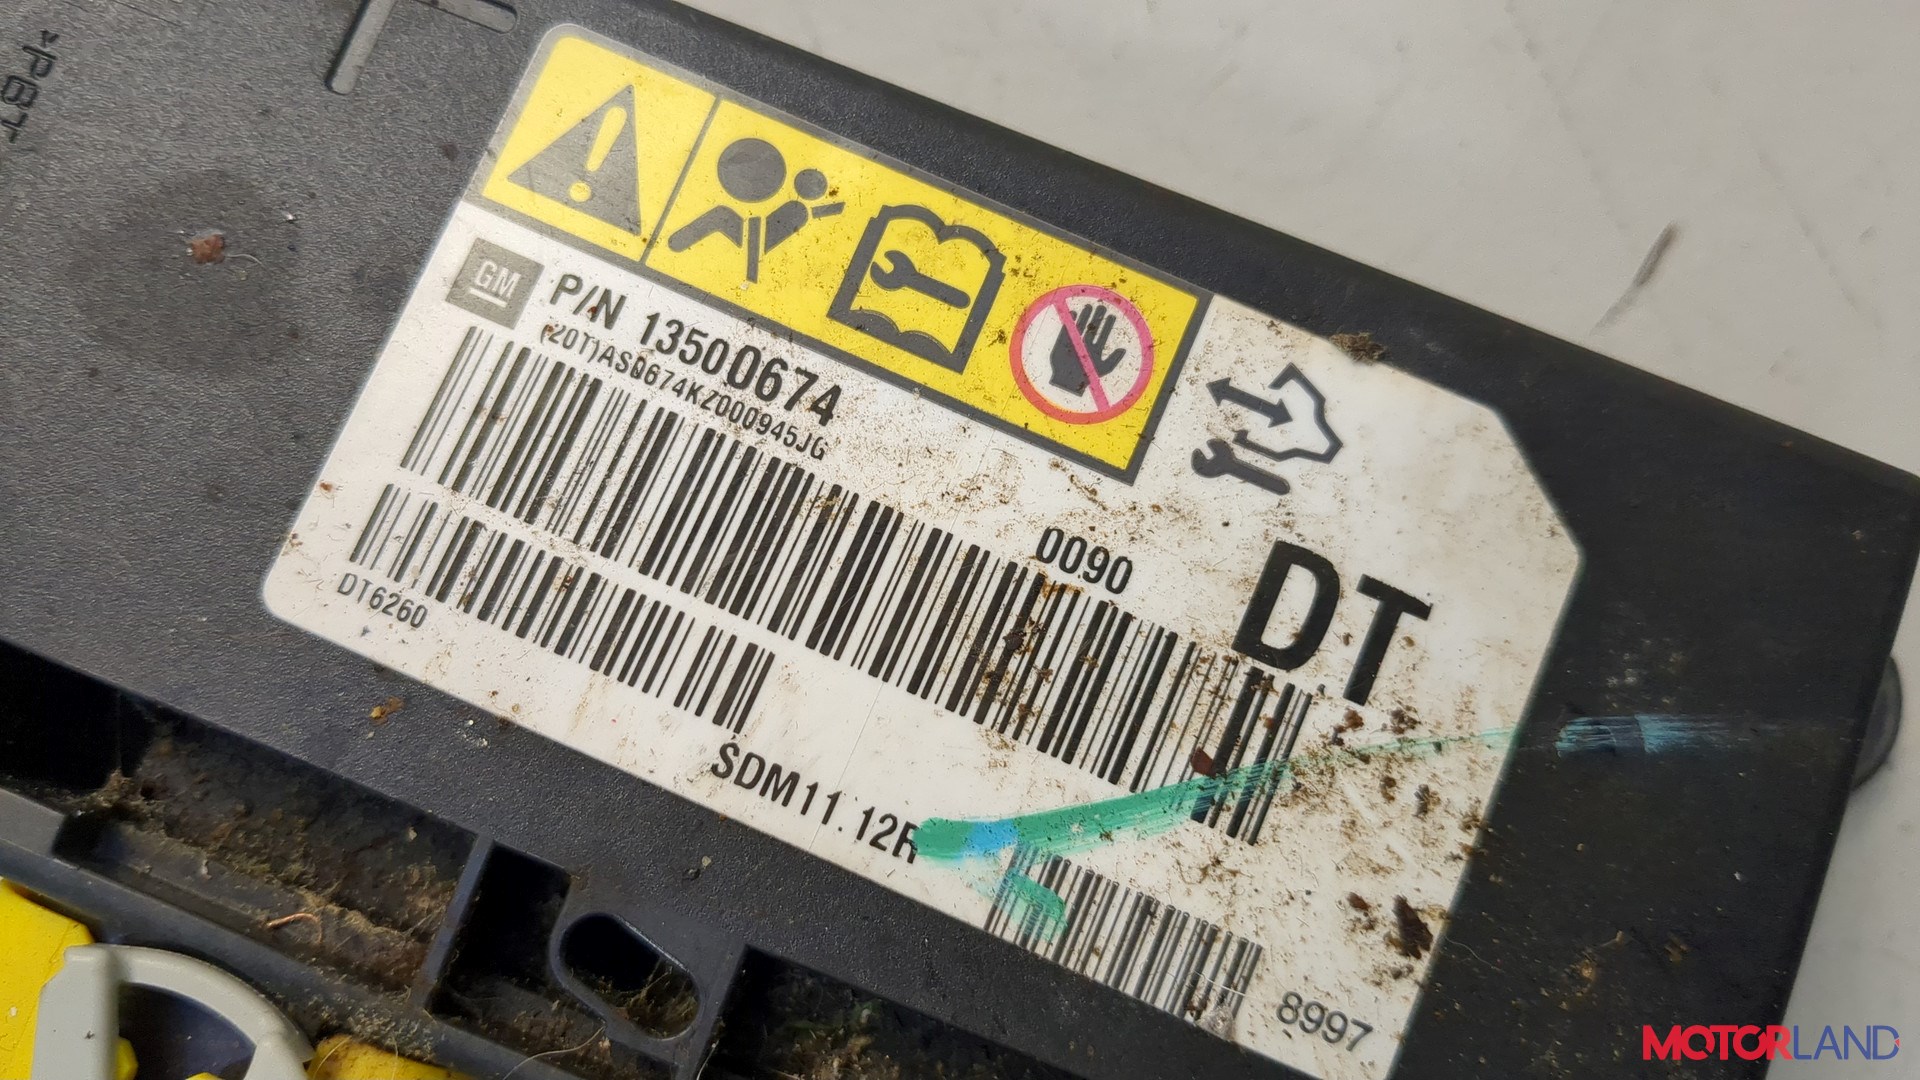 >PBT
GM
P/N 13500674
(20T)AS0674KZ000945JG
0090
DT
DT6260
SDM11.12R
8997
MOTORLAND